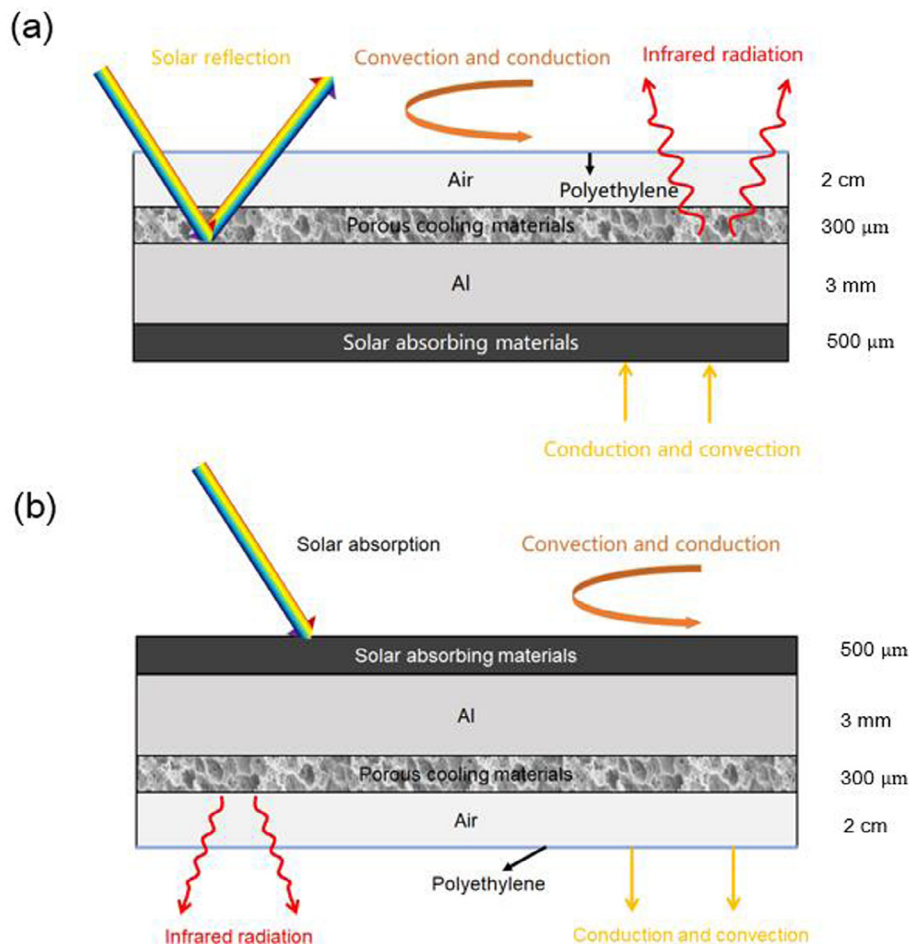 (a)
Solar reflection
Convection and conduction
Infrared radiation
Air
Polyethylene
2 cm
Porous cooling materials
300 μm
Al
3 mm
Solar absorbing materials
500 μm
Conduction and convection
(b)
Solar absorption
Convection and conduction
Solar absorbing materials
500 μm
Al
3 mm
Porous cooling materials
300 μm
Air
2 cm
Polyethylene
Infrared radiation
Conduction and convection